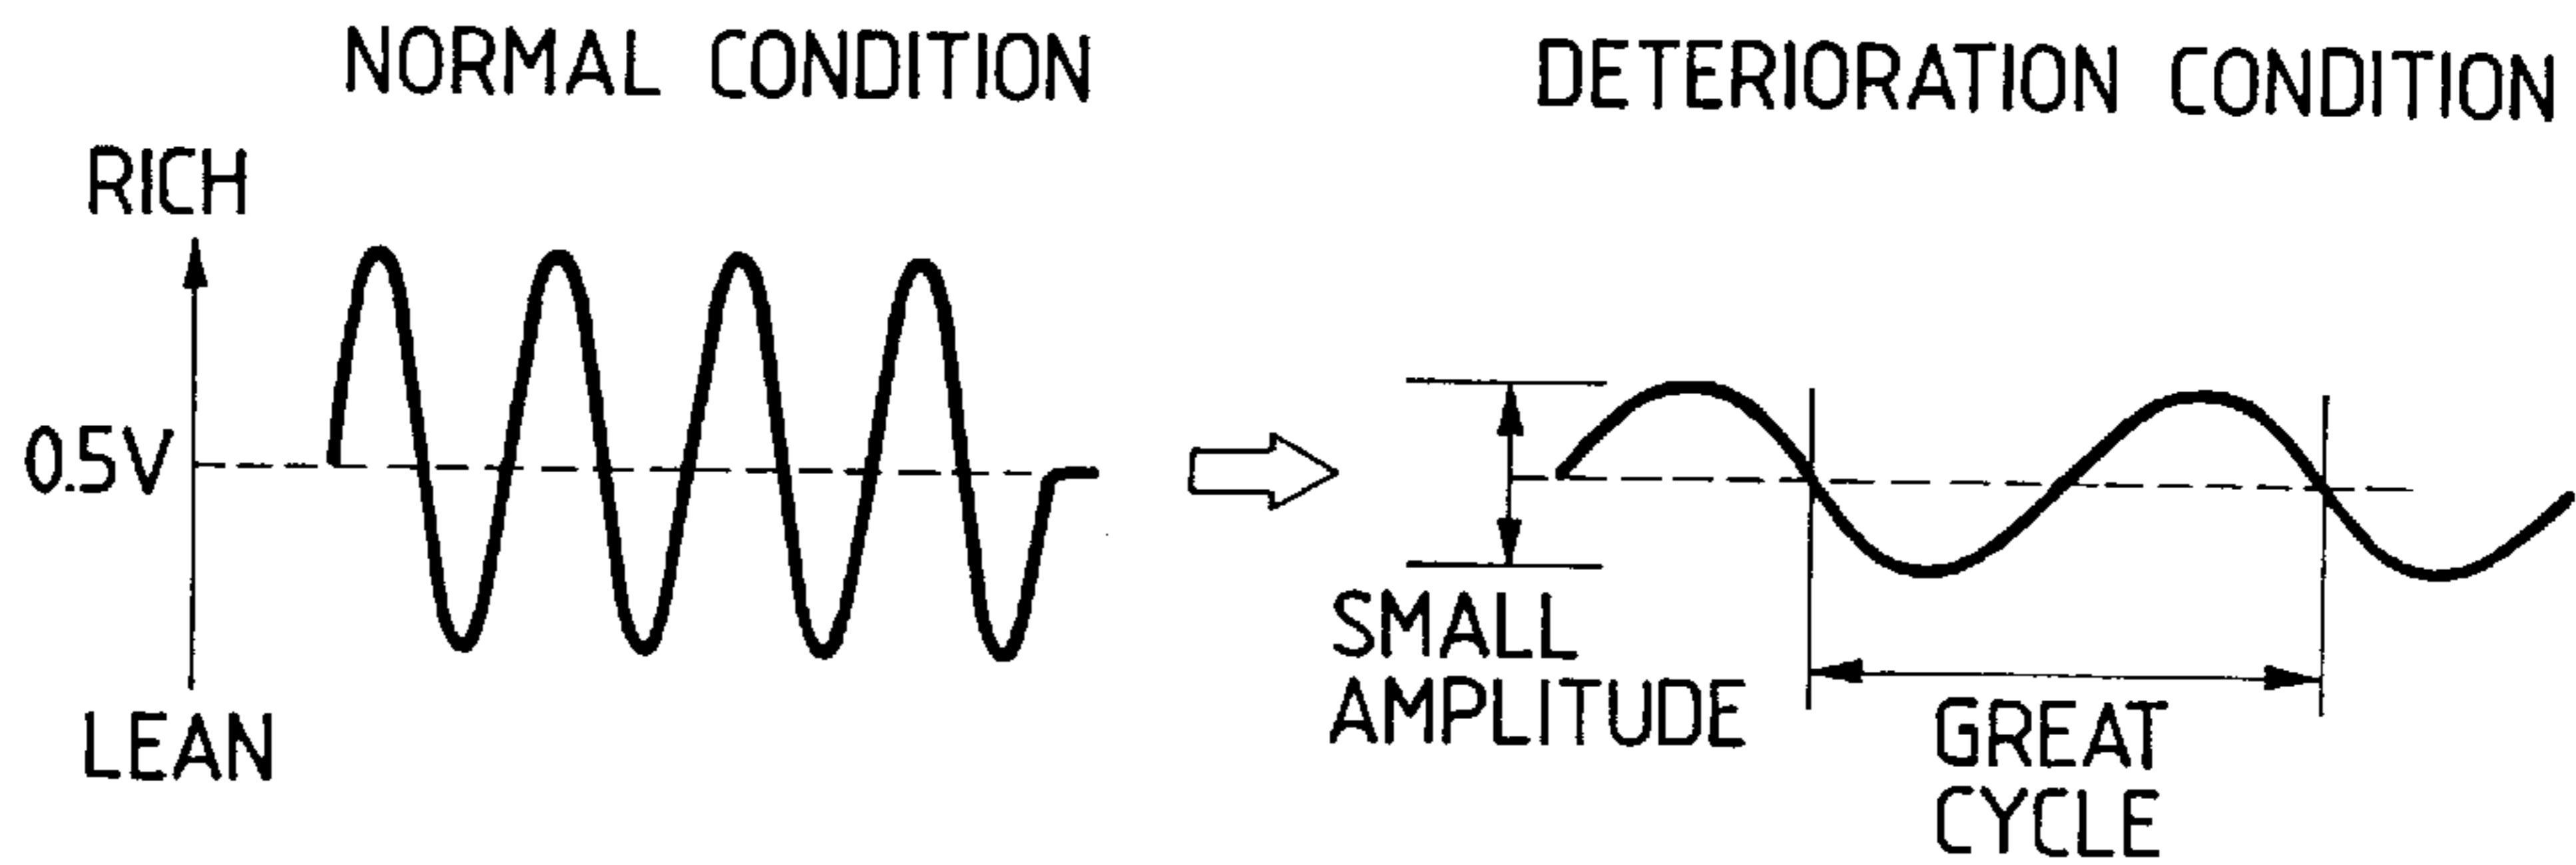 NORMAL CONDITION
DETERIORATION CONDITION
RICH
0.5V
LEAN
SMALL
AMPLITUDE
GREAT
CYCLE